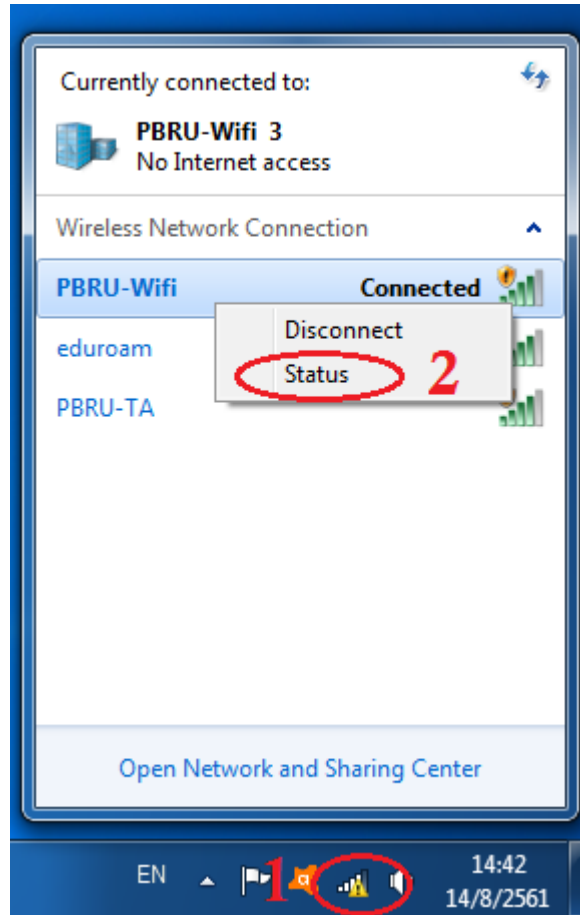 Currently connected to:
PBRU-Wifi 3
No Internet access
Wireless Network Connection
PBRU-Wifi Connected
Disconnect
eduroam
Status 2
PBRU-TA
Open Network and Sharing Center
EN 1 14:42
14/8/2561